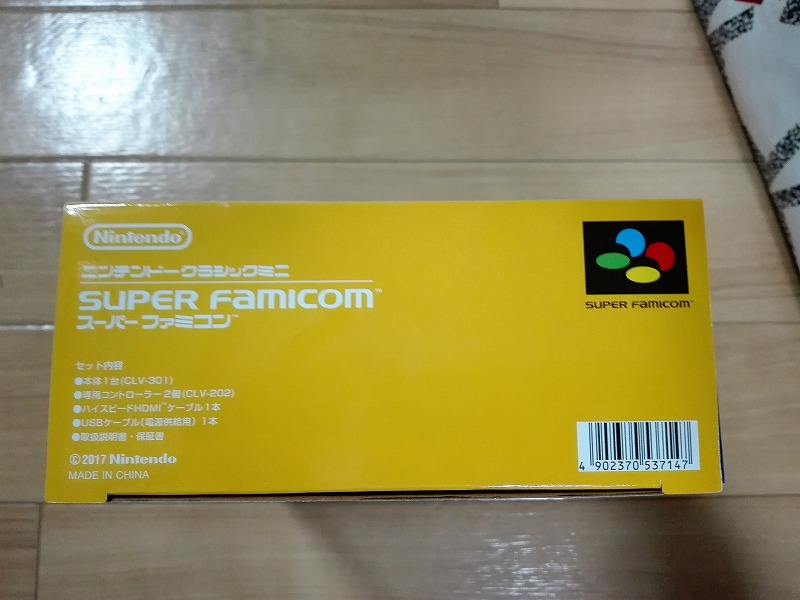 Nintendo
ニンテンドークラシックミニ
SUPER FAMICOM™
スーパーファミコン™
SUPER FAMICOM
セット内容
●本体1台(CLV-301)
●専用コントローラー2個(CLV-202)
●ハイスピードHDMI™ケーブル1本
●USBケーブル(電源供給用) 1本
●取扱説明書・保証書
© 2017 Nintendo
MADE IN CHINA
4 902370 537147